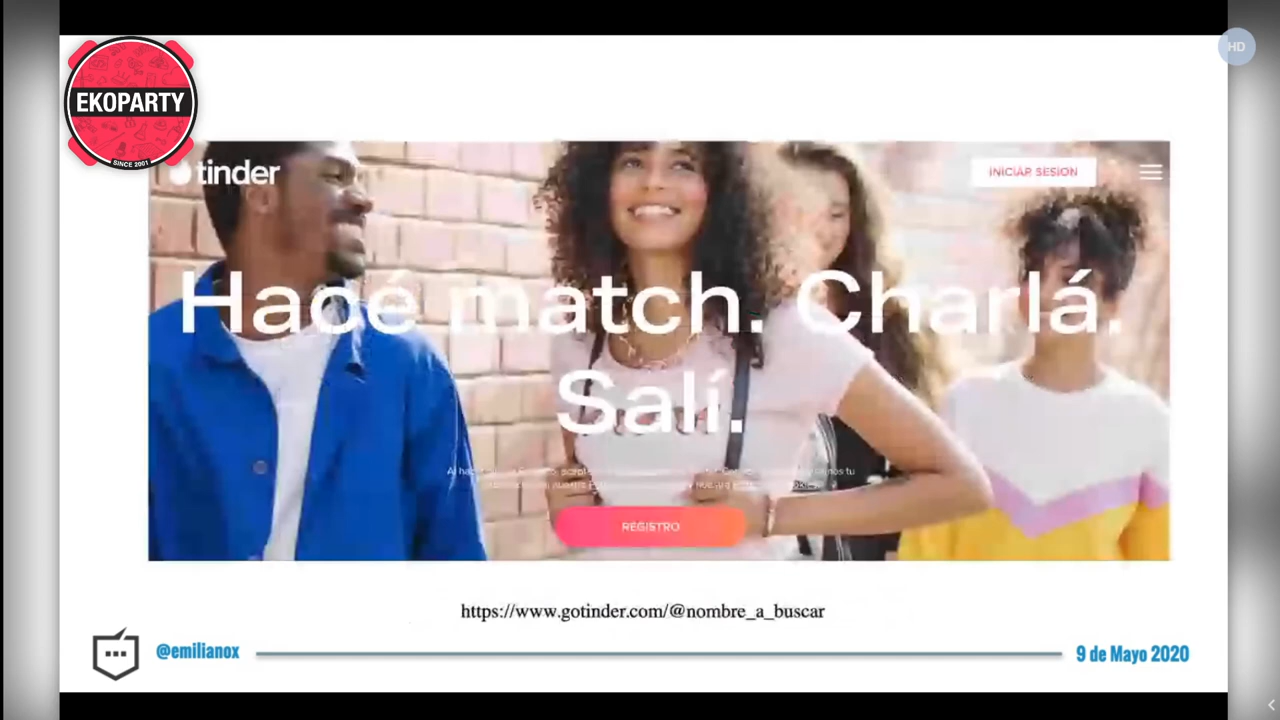 EKOPARTY
SINCE 2001
HD
tinder
INICIAR SESIÓN
Hacé match. Charlá.
Salí.
REGISTRO
https://www.gotinder.com/@nombre_a_buscar
@emilianox
9 de Mayo 2020